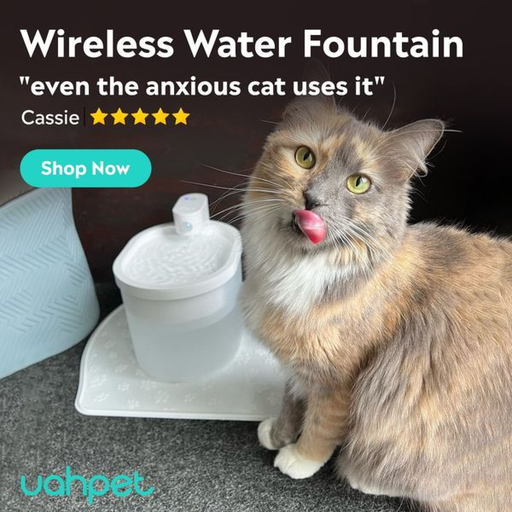 Wireless Water Fountain
"even the anxious cat uses it"
Cassie
Shop Now
uahpet